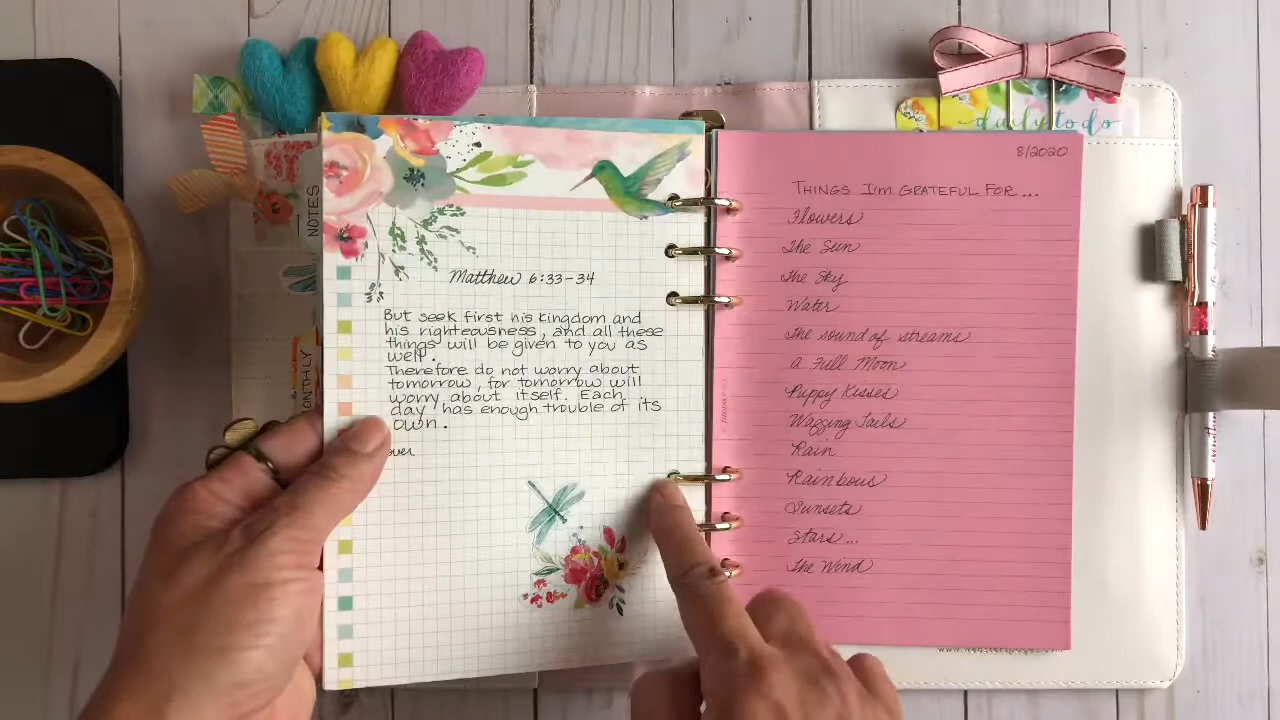 NOTES
MONTHLY
Matthew 6:33-34
But seek first his kingdom and
his righteousness, and all these
things will be given to you as
well.
Therefore do not worry about
tomorrow, for tomorrow will
worry about itself. Each
day has enough trouble of its
own.
over
daily to do
8/2020
THINGS I'M GRATEFUL FOR...
Flowers
The Sun
The Sky
Water
The sound of streams
a Full Moon
Puppy Kisses
Wagging Tails
Rain
Rainbows
Sunsets
Stars...
The Wind